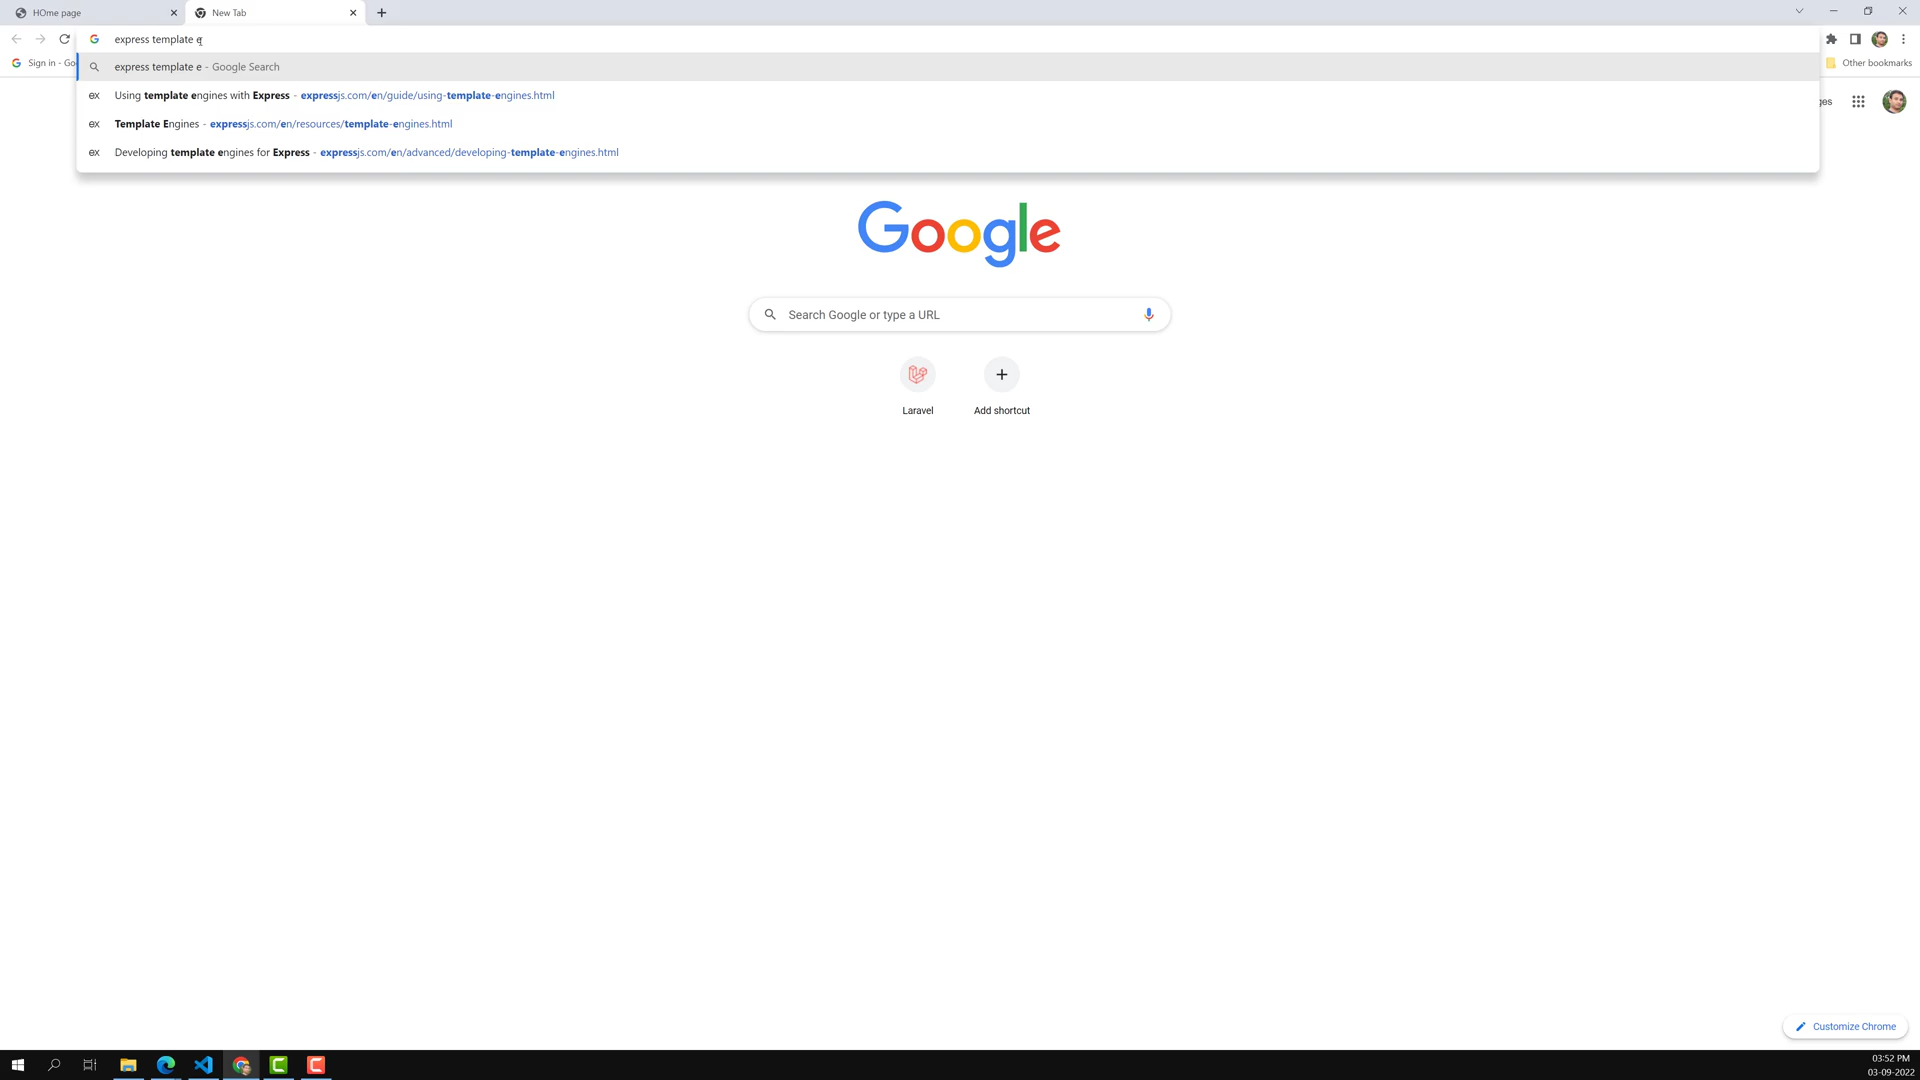 HOme page
New Tab
express template e
Sign in - Goo
Other bookmarks
express template e - Google Search
ex Using template engines with Express - expressjs.com/en/guide/using-template-engines.html
ges
ex Template Engines - expressjs.com/en/resources/template-engines.html
ex Developing template engines for Express - expressjs.com/en/advanced/developing-template-engines.html
Google
Search Google or type a URL
Laravel
Add shortcut
Customize Chrome
03:52 PM
03-09-2022